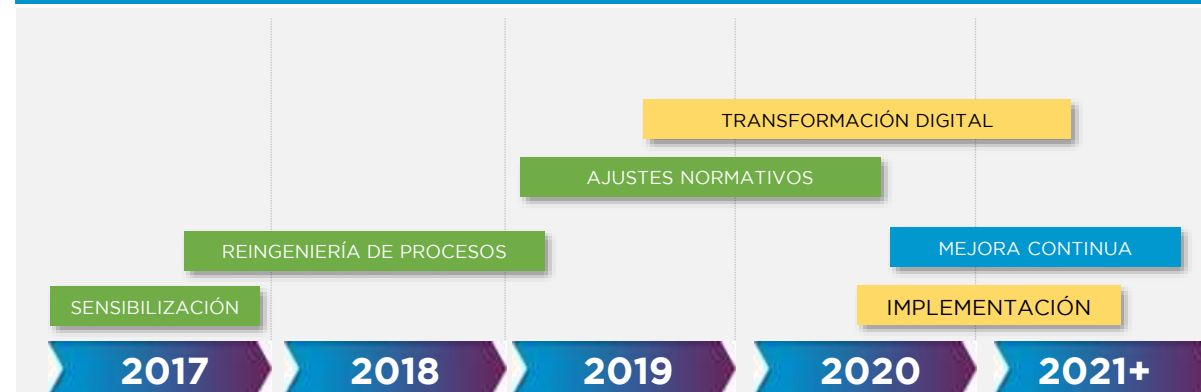 TRANSFORMACIÓN DIGITAL
AJUSTES NORMATIVOS
REINGENIERÍA DE PROCESOS
MEJORA CONTINUA
SENSIBILIZACIÓN
IMPLEMENTACIÓN
2017
2018
2019
2020
2021+